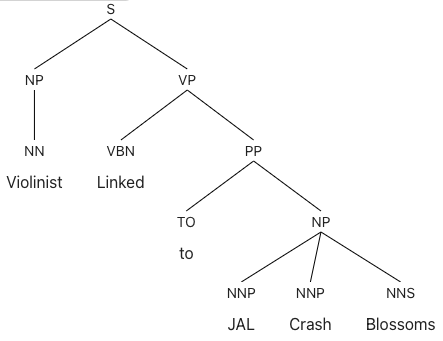 S
NP VP
NN VBN PP
Violinist Linked
TO NP
to
NNP NNP NNS
JAL Crash Blossoms